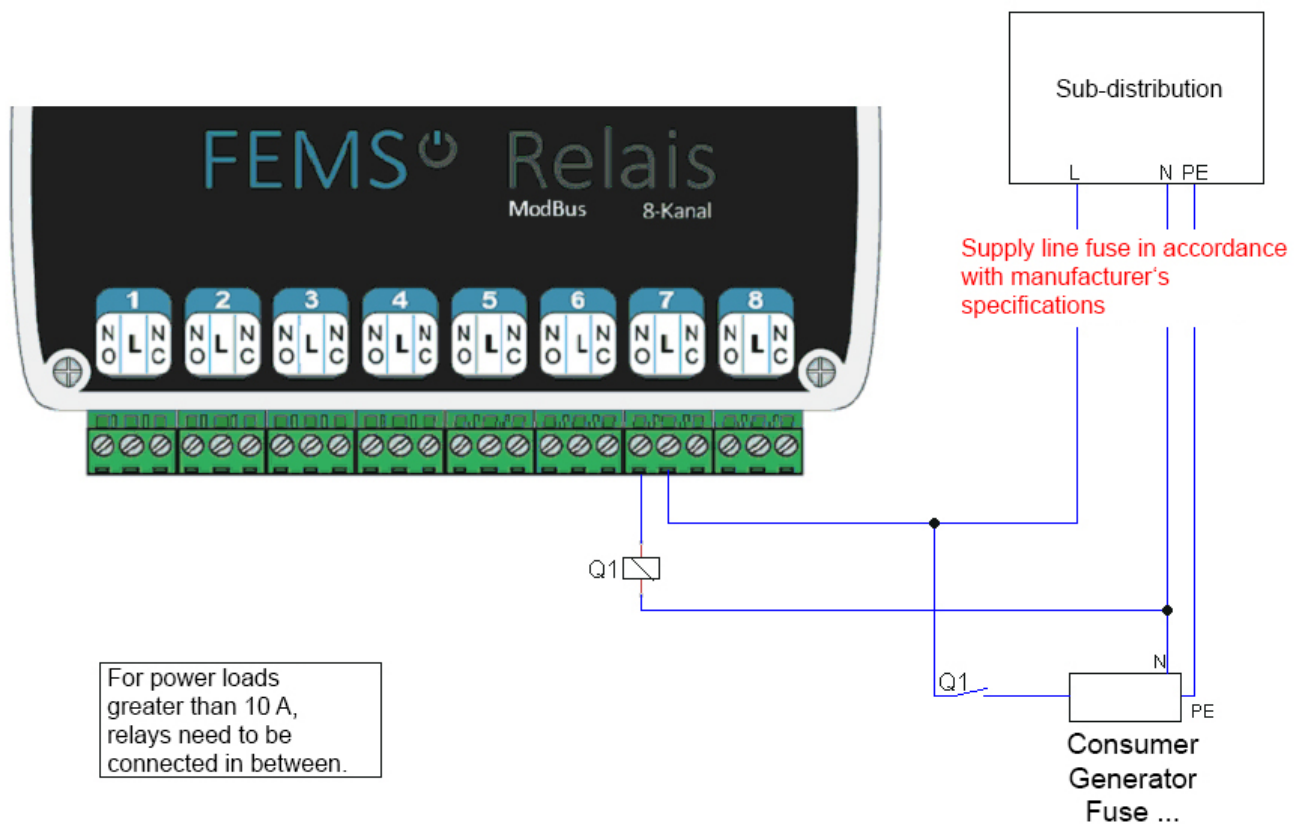 Sub-distribution
L N PE
FEMS Relais
ModBus 8-Kanal
Supply line fuse in accordance
with manufacturer's
specifications
1 2 3 4 5 6 7 8
NO L NC NO L NC NO L NC NO L NC NO L NC NO L NC NO L NC NO L NC
Q1
For power loads
greater than 10 A,
relays need to be
connected in between.
N
Q1
PE
Consumer
Generator
Fuse ...